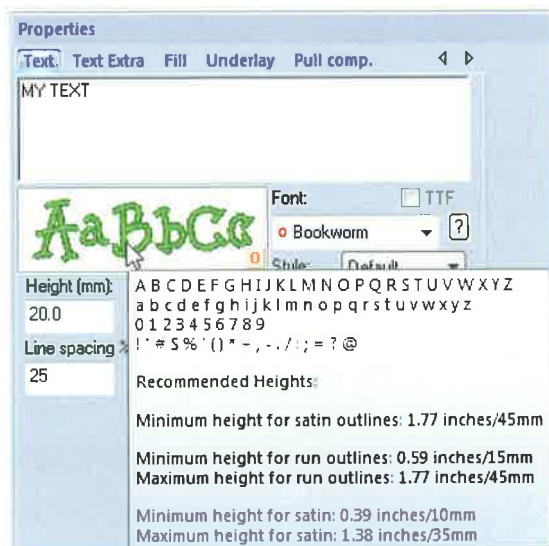 Properties
Text. Text Extra Fill Underlay Pull comp.
MY TEXT
AaBbCc
O
Font:
TTF
o Bookworm
?
Style: Default
Height (mm):
20.0
Line spacing %
25
A B C D E F G H I J K L M N O P Q R S T U V W X Y Z
a b c d e f g h i j k l m n o p q r s t u v w x y z
0 1 2 3 4 5 6 7 8 9
! " # $ % ' ( ) * + , - . / : ; = ? @
Recommended Heights:
Minimum height for satin outlines: 1.77 inches/45mm
Minimum height for run outlines: 0.59 inches/15mm
Maximum height for run outlines: 1.77 inches/45mm
Minimum height for satin: 0.39 inches/10mm
Maximum height for satin: 1.38 inches/35mm